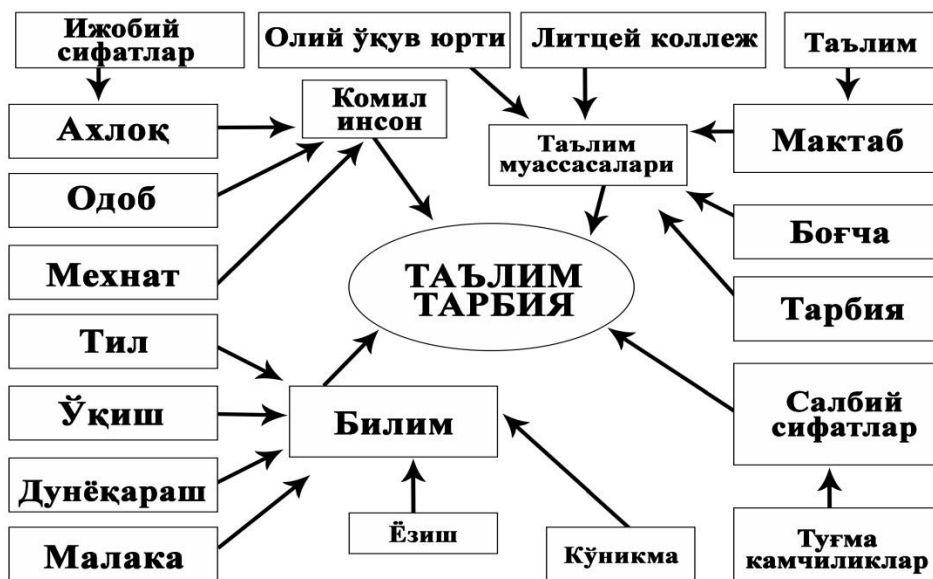 Ижобий
сифатлар
Олий ўқув юрти
Литцей коллеж
Таълим
Ахлоқ
Комил
инсон
Таълим
муассасалари
Мактаб
Одоб
Боғча
Мехнат
ТАЪЛИМ
ТАРБИЯ
Тарбия
Тил
Ўқиш
Билим
Салбий
сифатлар
Дунёқараш
Малака
Ёзиш
Кўникма
Туғма
камчиликлар